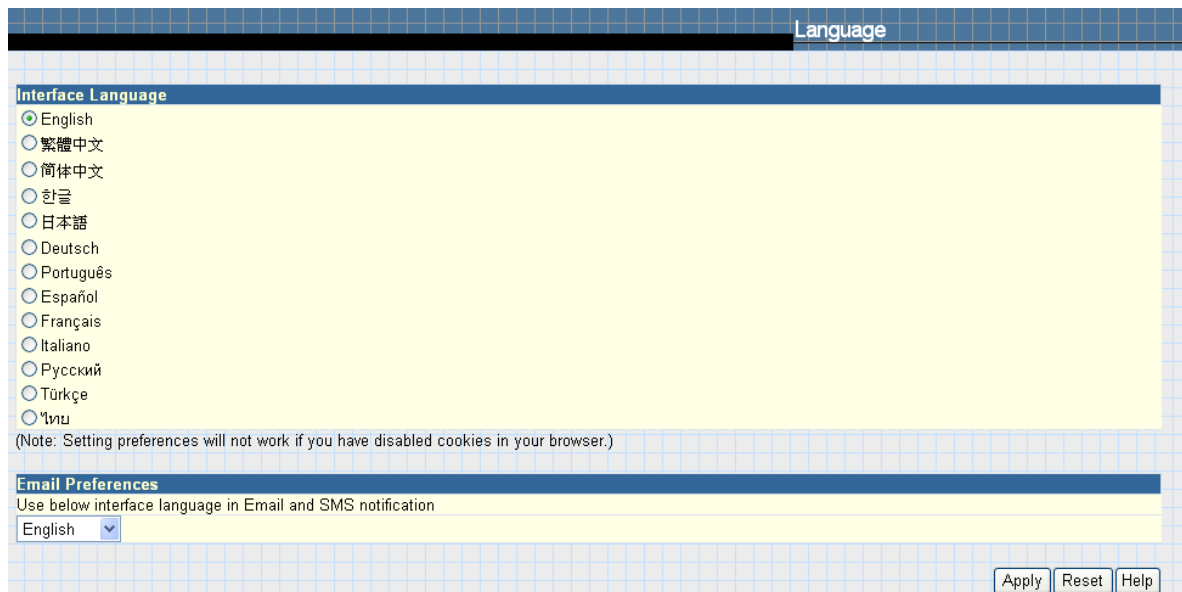 Language
Interface Language
English
繁體中文
简体中文
한글
日本語
Deutsch
Português
Español
Français
Italiano
Русский
Türkçe
ไทย
(Note: Setting preferences will not work if you have disabled cookies in your browser.)
Email Preferences
Use below interface language in Email and SMS notification
English
Apply Reset Help